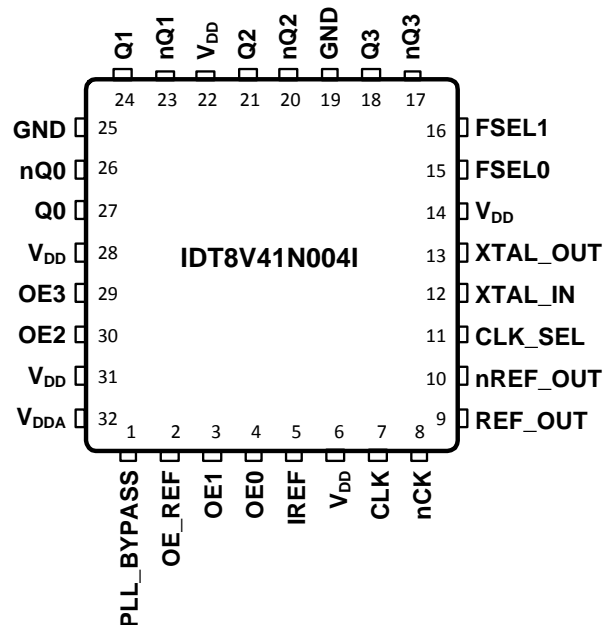 Q1
nQ1
VDD
Q2
nQ2
GND
Q3
nQ3
24
23
22
21
20
19
18
17
GND 25
nQ0 26
Q0 27
VDD 28
OE3 29
OE2 30
VDD 31
VDDA 32
IDT8V41N004I
16 FSEL1
15 FSEL0
14 VDD
13 XTAL_OUT
12 XTAL_IN
11 CLK_SEL
10 nREF_OUT
9 REF_OUT
1
2
3
4
5
6
7
8
PLL_BYPASS
OE_REF
OE1
OE0
IREF
VDD
CLK
nCK